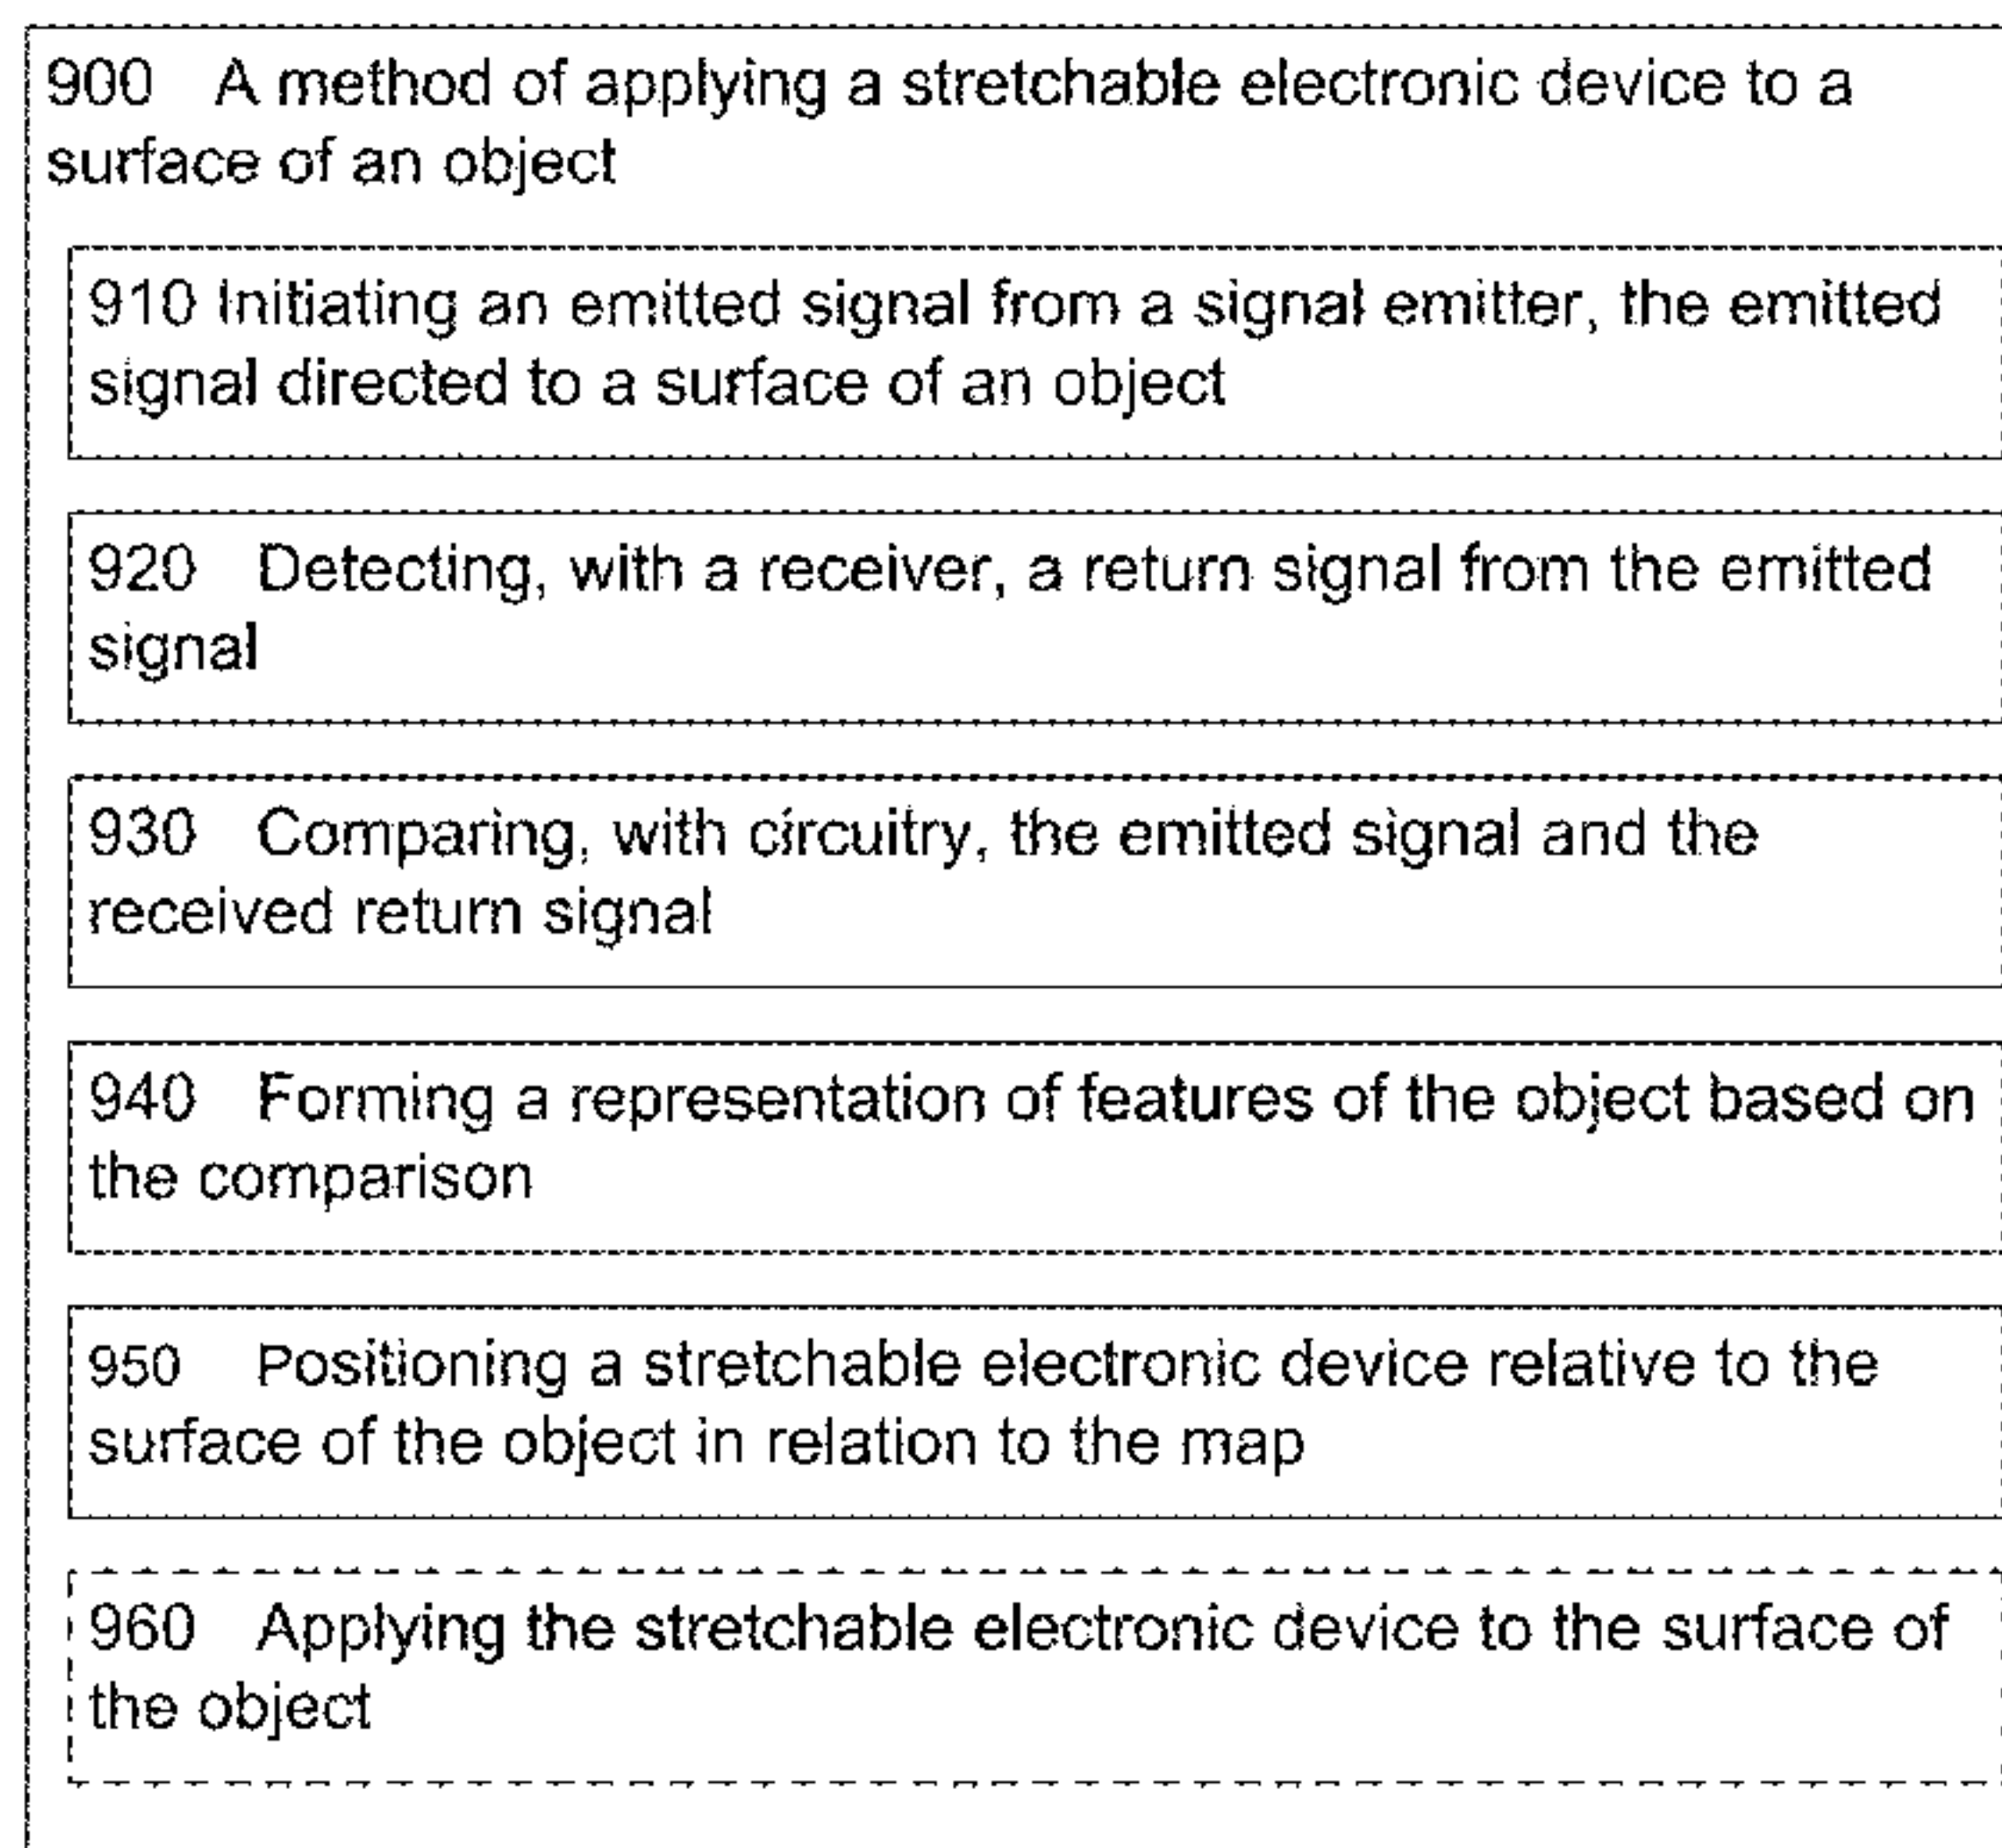 900 A method of applying a stretchable electronic device to a
surface of an object
910 Initiating an emitted signal from a signal emitter, the emitted
signal directed to a surface of an object
920 Detecting, with a receiver, a return signal from the emitted
signal
930 Comparing, with circuitry, the emitted signal and the
received return signal
940 Forming a representation of features of the object based on
the comparison
950 Positioning a stretchable electronic device relative to the
surface of the object in relation to the map
960 Applying the stretchable electronic device to the surface of
the object